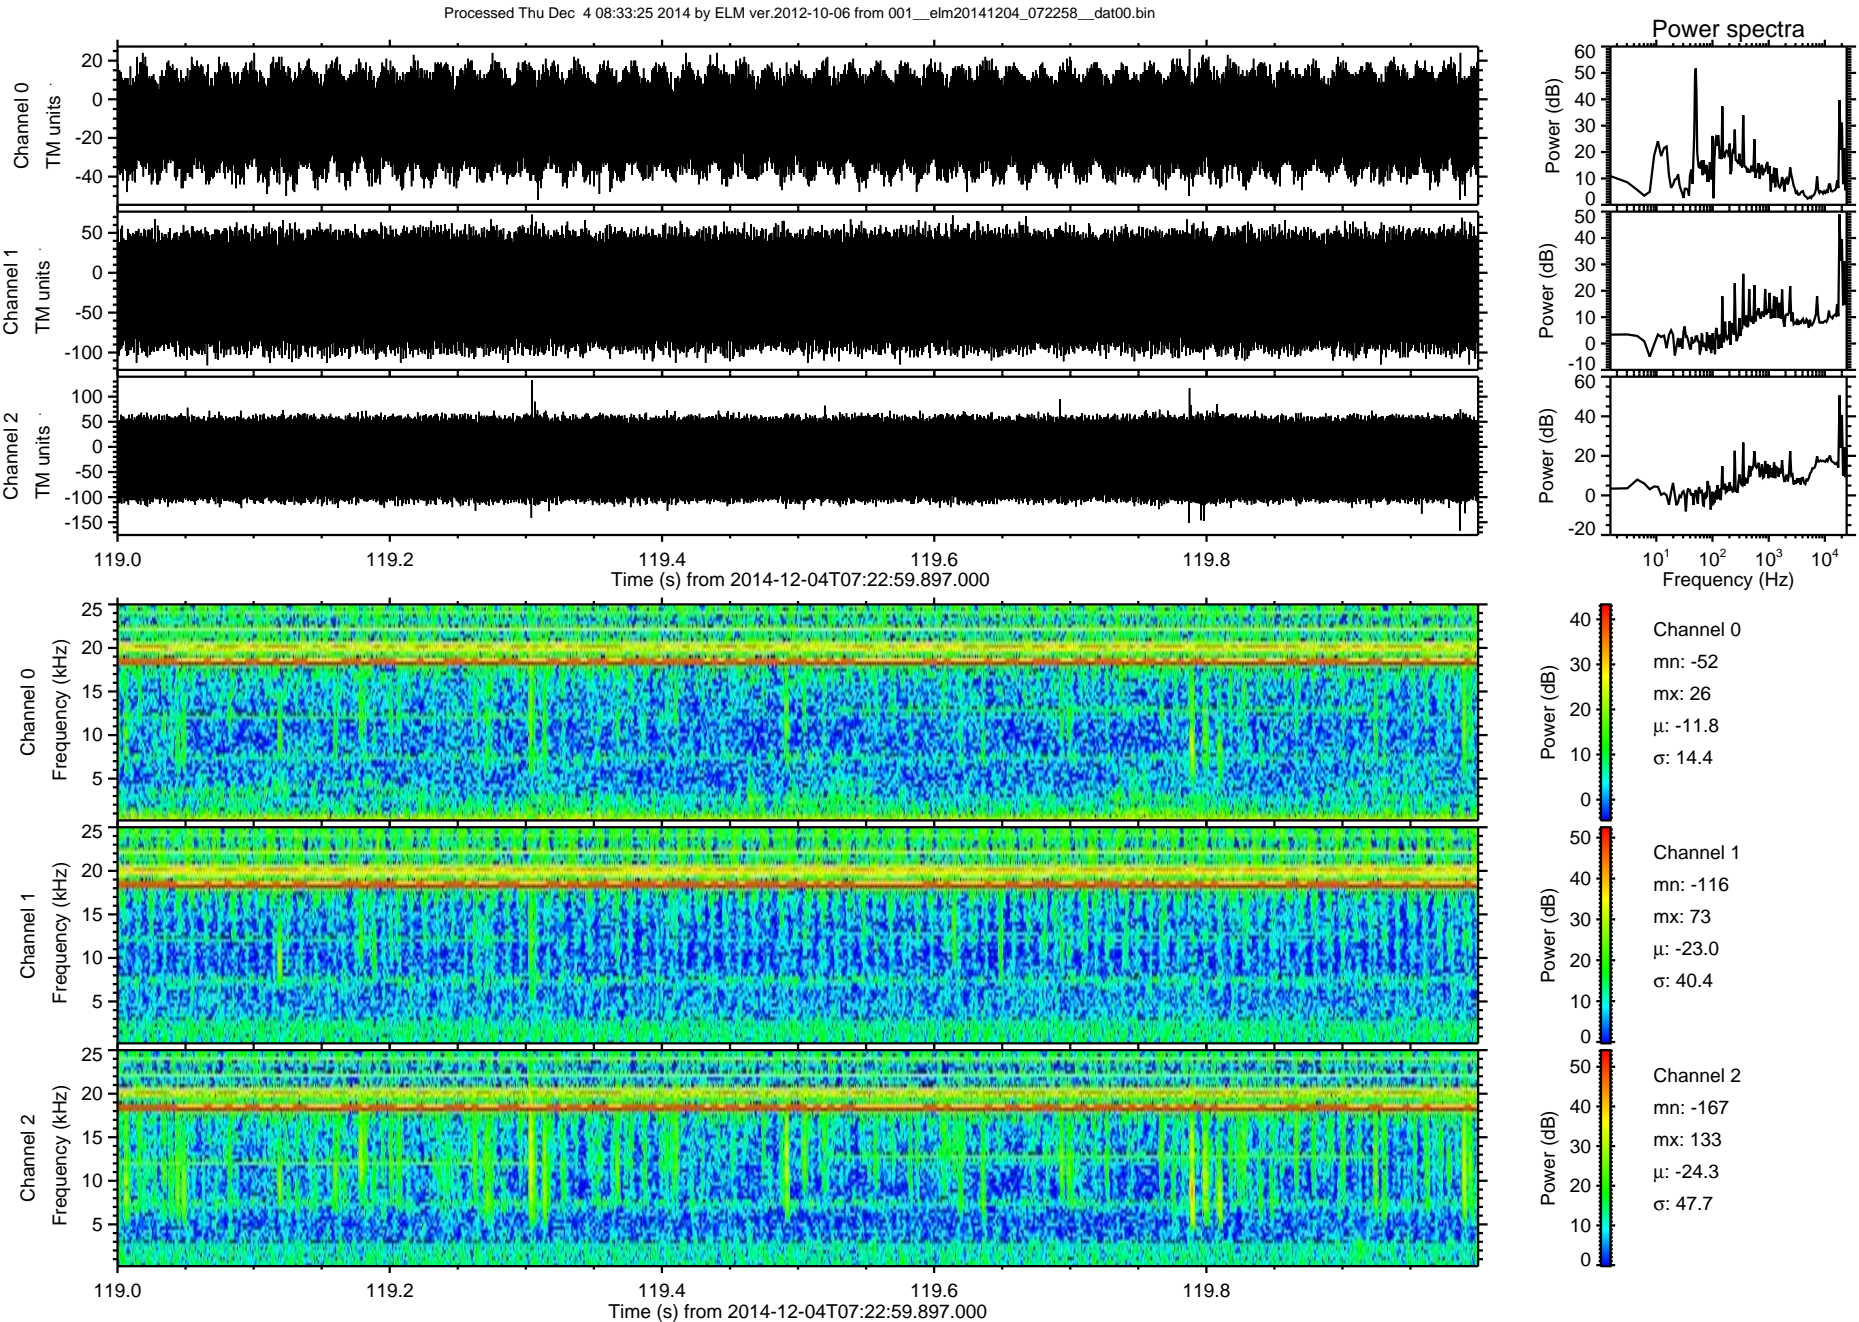 Processed Thu Dec  4 08:33:25 2014 by ELM ver.2012-10-06 from 001__elm20141204_072258__dat00.bin
Power spectra
Channel 0
TM units
20
0
-20
-40
Power (dB)
60
50
40
30
20
10
0
Channel 1
TM units
50
0
-50
-100
Power (dB)
50
40
30
20
10
0
-10
Channel 2
TM units
100
50
0
-50
-100
-150
Power (dB)
60
40
20
0
-20
119.0 119.2 119.4 119.6 119.8
Time (s) from 2014-12-04T07:22:59.897.000
10¹ 10² 10³ 10⁴
Frequency (Hz)
Channel 0
Frequency (kHz)
25
20
15
10
5
Power (dB)
40
30
20
10
0
Channel 0
mn: -52
mx: 26
µ: -11.8
σ: 14.4
Channel 1
Frequency (kHz)
25
20
15
10
5
Power (dB)
50
40
30
20
10
0
Channel 1
mn: -116
mx: 73
µ: -23.0
σ: 40.4
Channel 2
Frequency (kHz)
25
20
15
10
5
Power (dB)
50
40
30
20
10
0
Channel 2
mn: -167
mx: 133
µ: -24.3
σ: 47.7
119.0 119.2 119.4 119.6 119.8
Time (s) from 2014-12-04T07:22:59.897.000